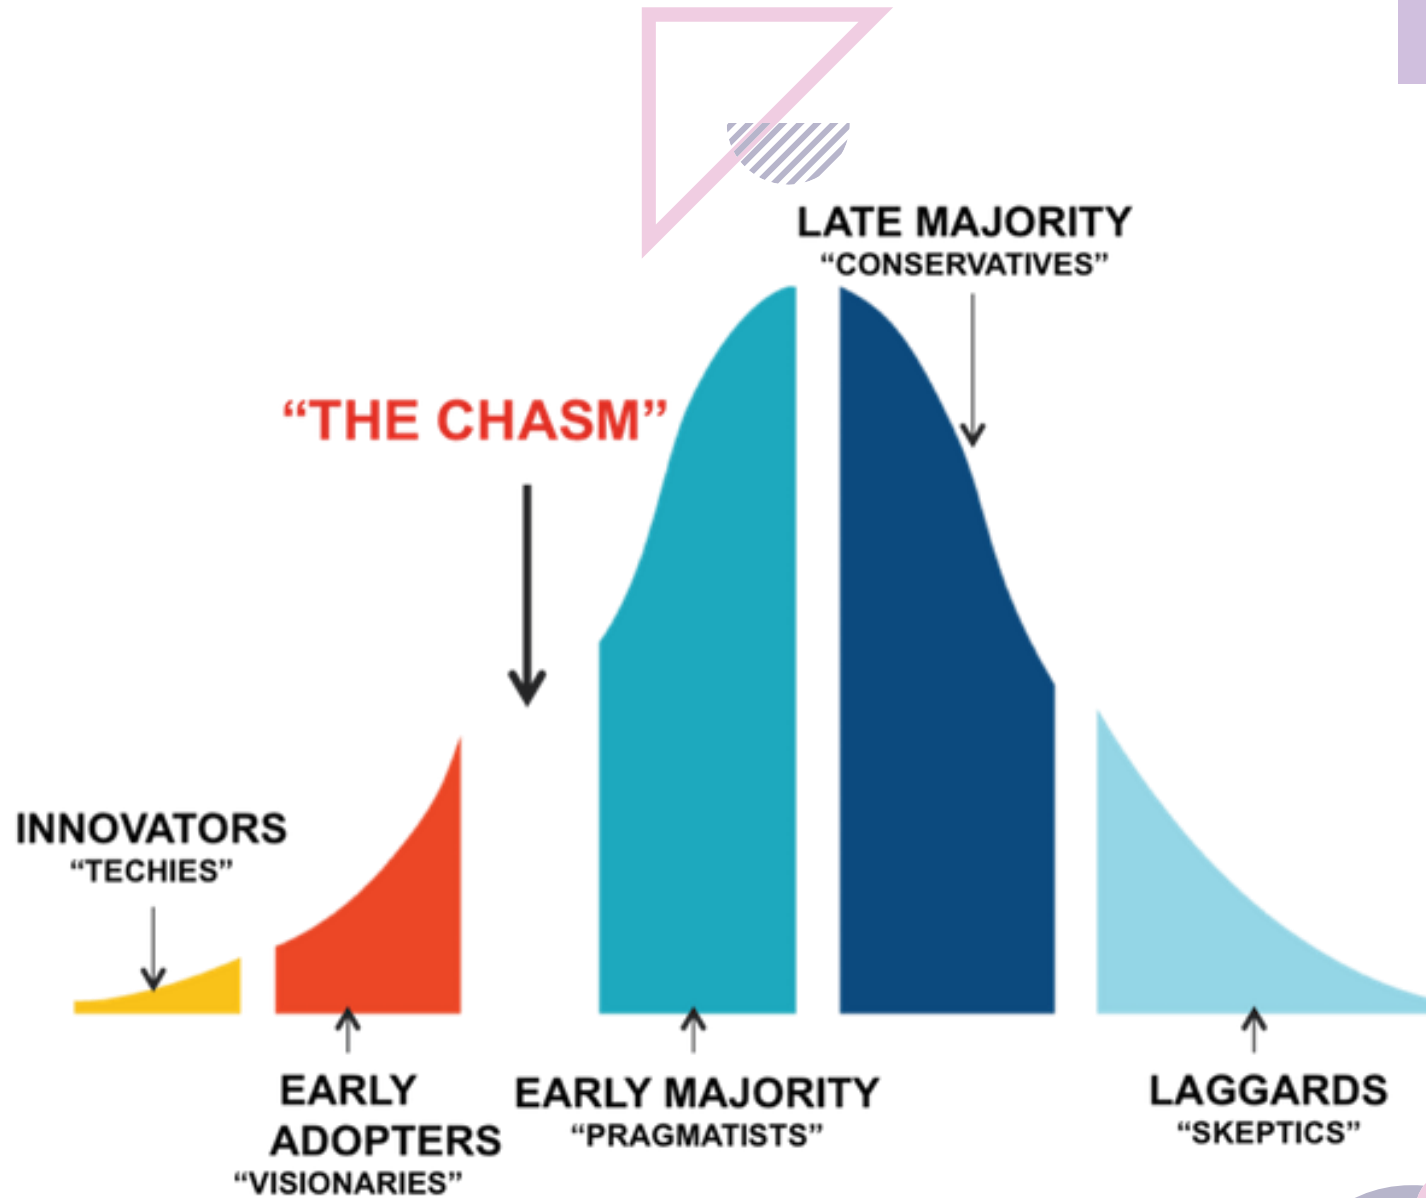 LATE MAJORITY
“CONSERVATIVES”
“THE CHASM”
INNOVATORS
“TECHIES”
EARLY
ADOPTERS
“VISIONARIES”
EARLY MAJORITY
“PRAGMATISTS”
LAGGARDS
“SKEPTICS”